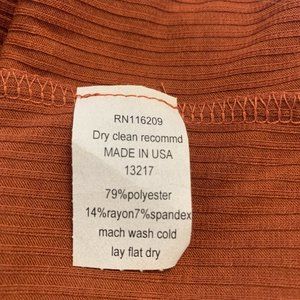 RN116209
Dry clean recommd
MADE IN USA
13217
79%polyester
14%rayon7%spandex
mach wash cold
lay flat dry